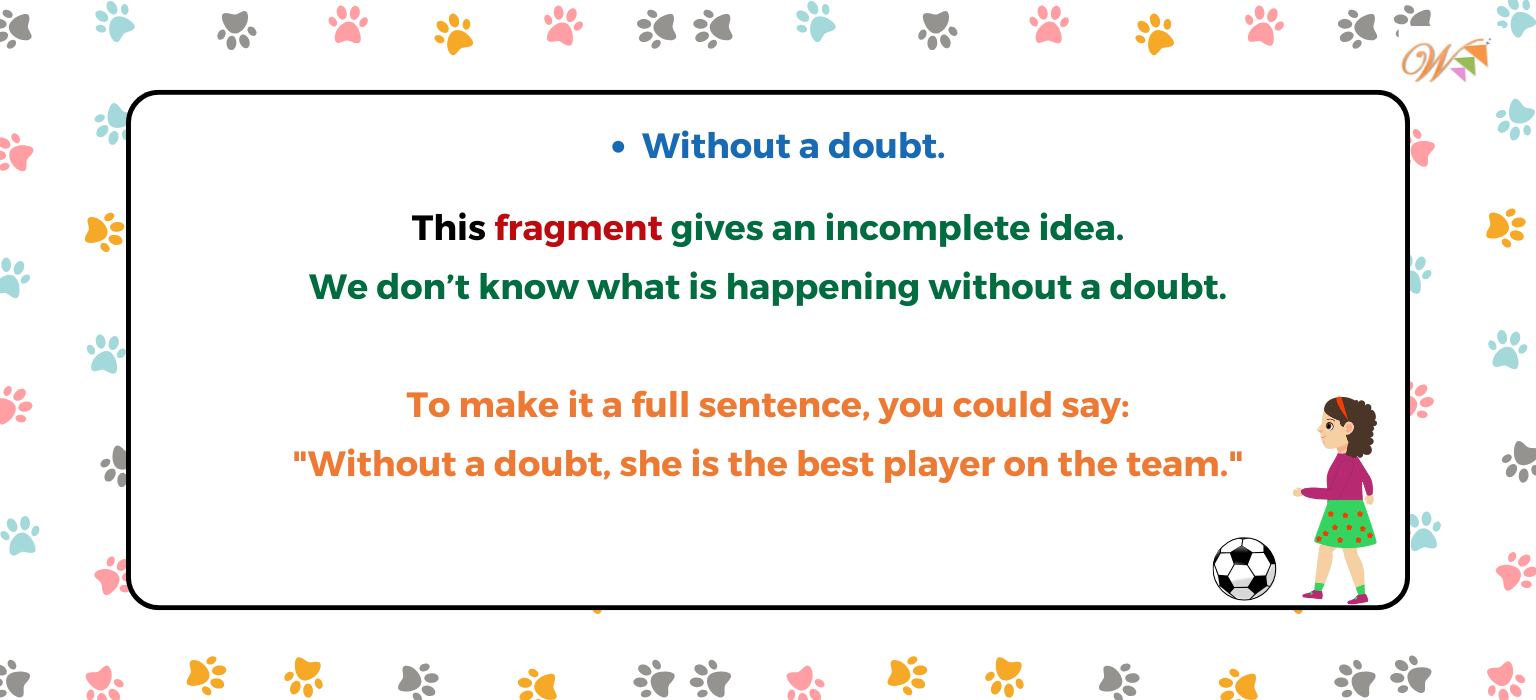 • Without a doubt.
This fragment gives an incomplete idea.
We don’t know what is happening without a doubt.
To make it a full sentence, you could say:
"Without a doubt, she is the best player on the team."
W